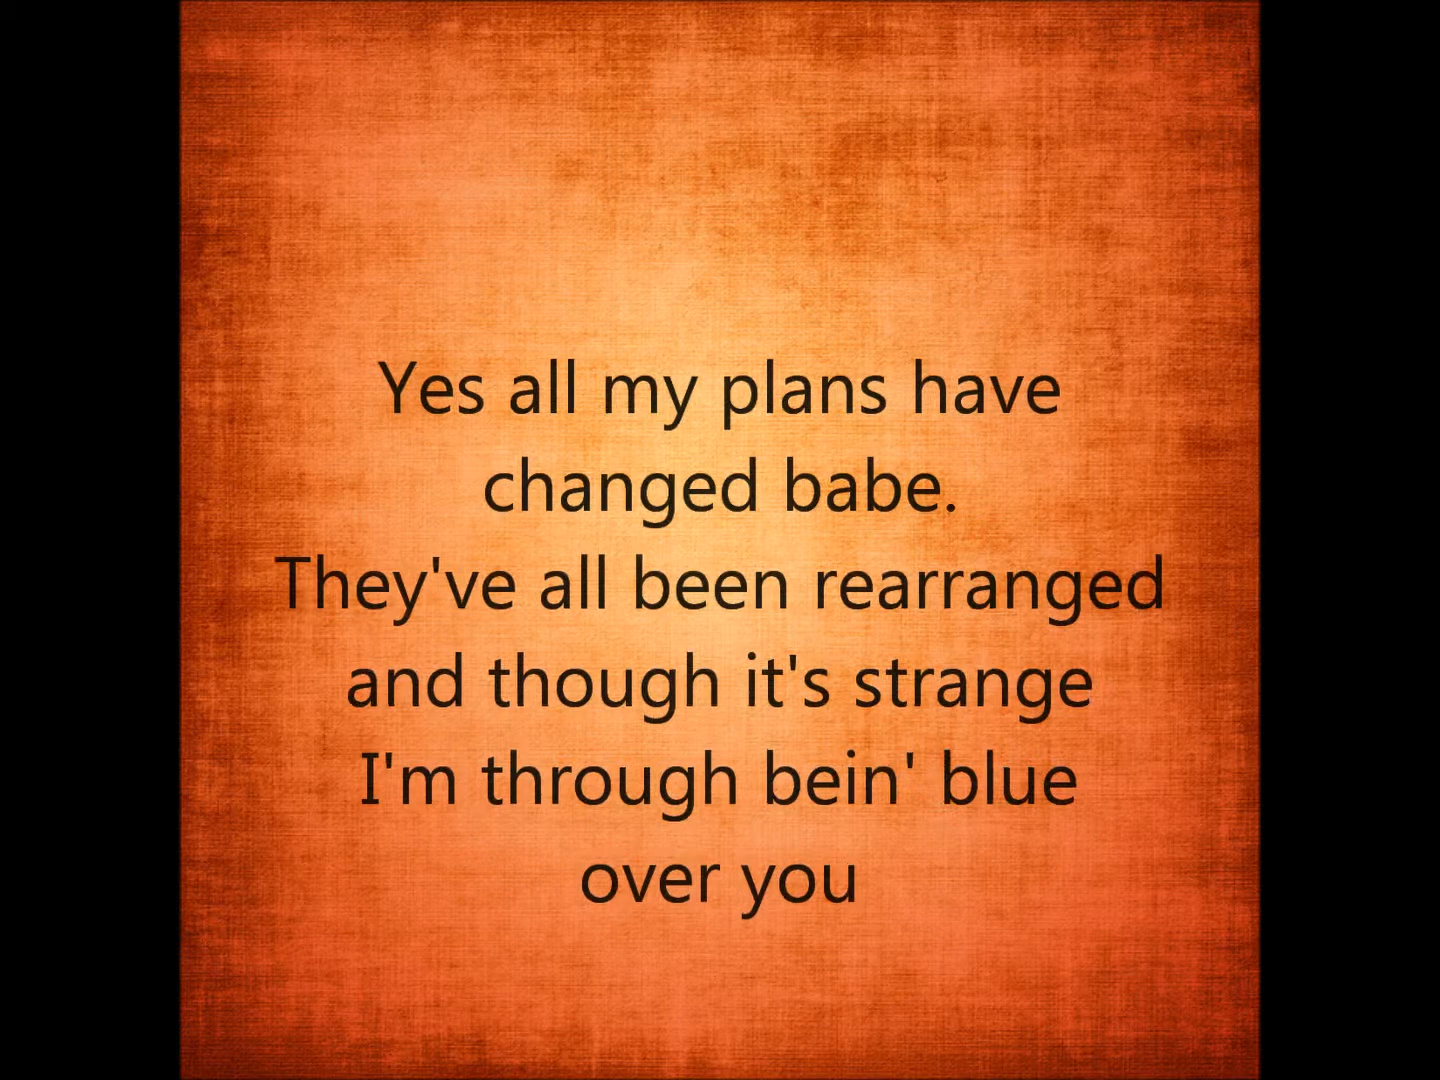 Yes all my plans have
changed babe.
They've all been rearranged
and though it's strange
I'm through bein' blue
over you